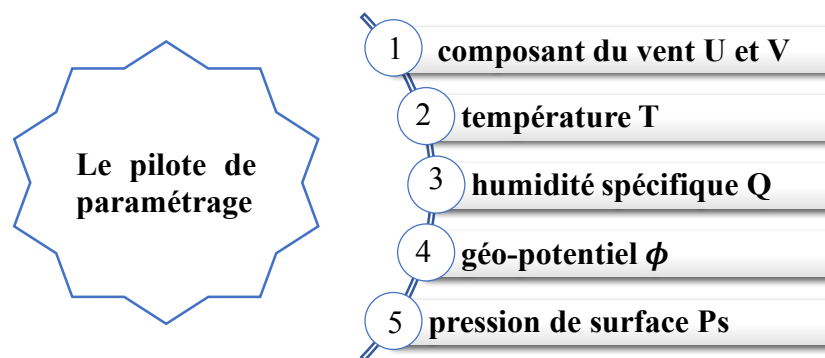 Le pilote de
paramétrage
1 composant du vent U et V
2 température T
3 humidité spécifique Q
4 géo-potentiel ϕ
5 pression de surface Ps